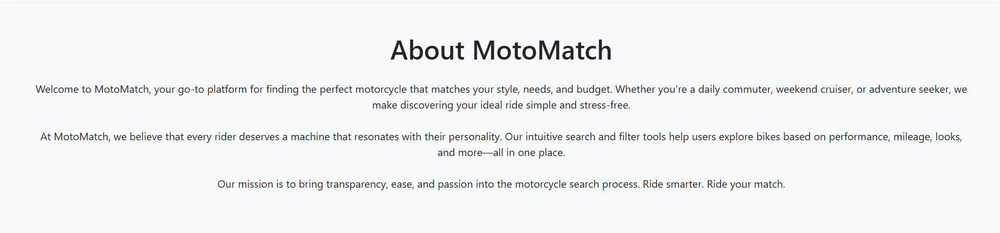 About MotoMatch
Welcome to MotoMatch, your go-to platform for finding the perfect motorcycle that matches your style, needs, and budget. Whether you're a daily commuter, weekend cruiser, or adventure seeker, we
make discovering your ideal ride simple and stress-free.
At MotoMatch, we believe that every rider deserves a machine that resonates with their personality. Our intuitive search and filter tools help users explore bikes based on performance, mileage, looks,
and more—all in one place.
Our mission is to bring transparency, ease, and passion into the motorcycle search process. Ride smarter. Ride your match.